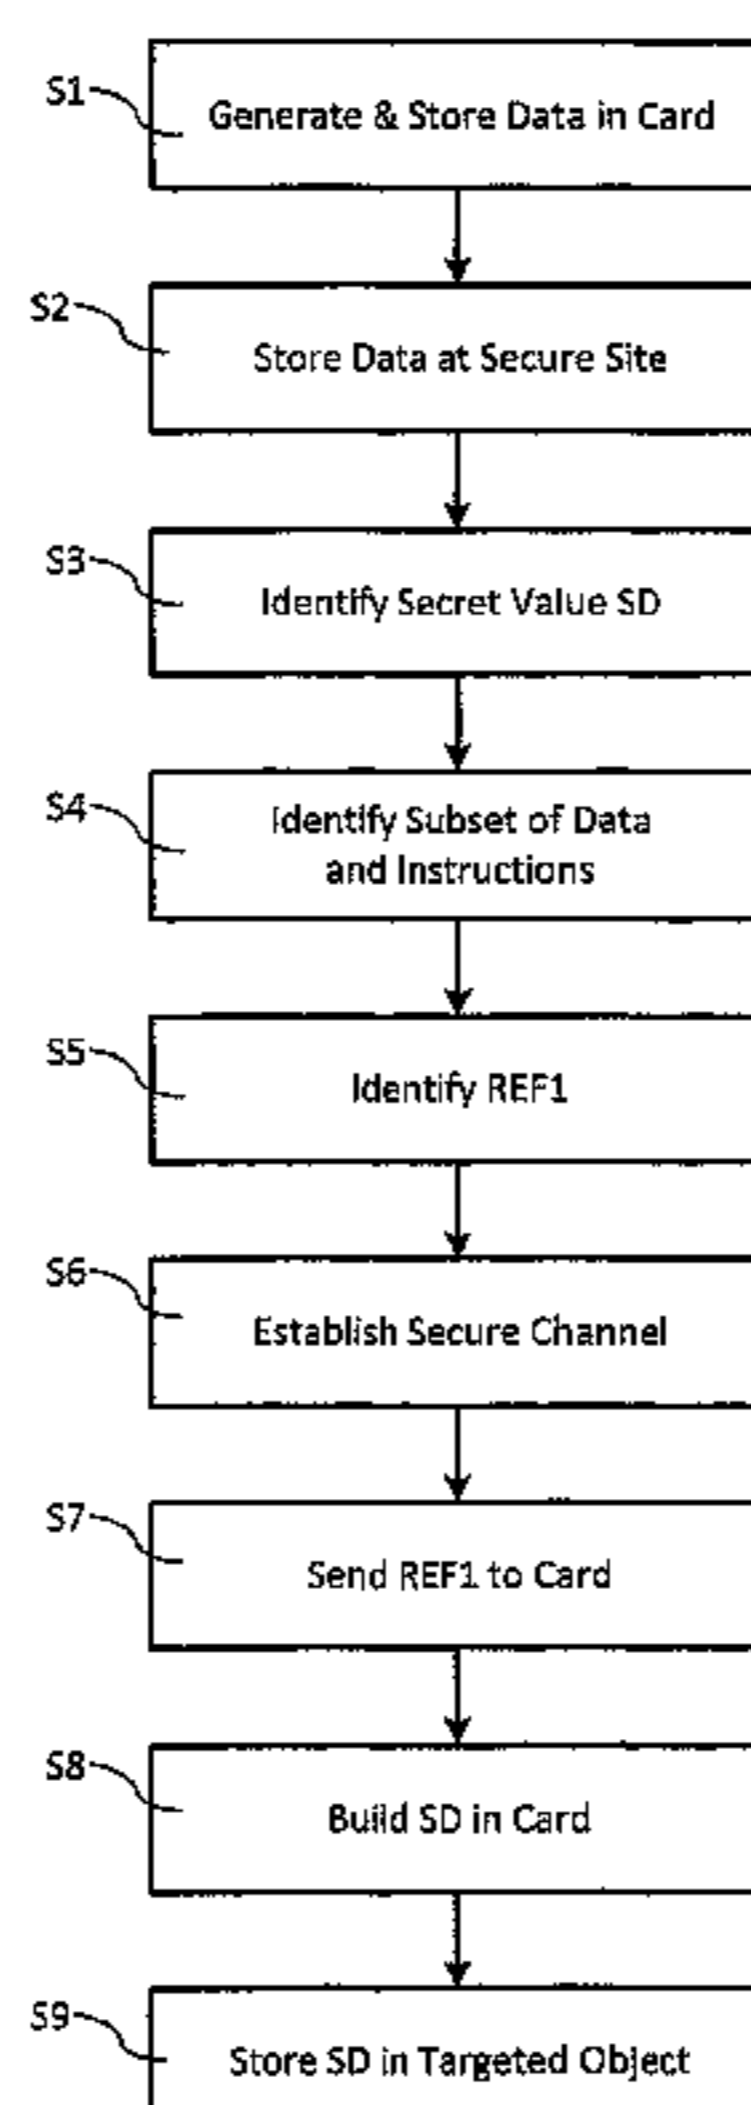 S1
Generate & Store Data in Card
S2
Store Data at Secure Site
S3
Identify Secret Value SD
S4
Identify Subset of Data
and Instructions
S5
Identify REF1
S6
Establish Secure Channel
S7
Send REF1 to Card
S8
Build SD in Card
S9
Store SD in Targeted Object